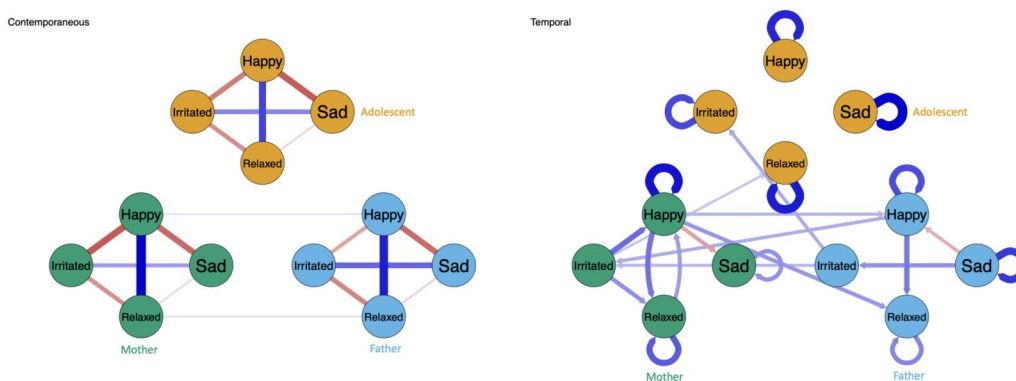 Contemporaneous
Happy
Irritated
Sad
Adolescent
Relaxed
Happy
Irritated
Sad
Relaxed
Mother
Happy
Irritated
Sad
Relaxed
Father
Temporal
Happy
Irritated
Sad
Adolescent
Relaxed
Happy
Irritated
Sad
Relaxed
Mother
Happy
Irritated
Sad
Relaxed
Father